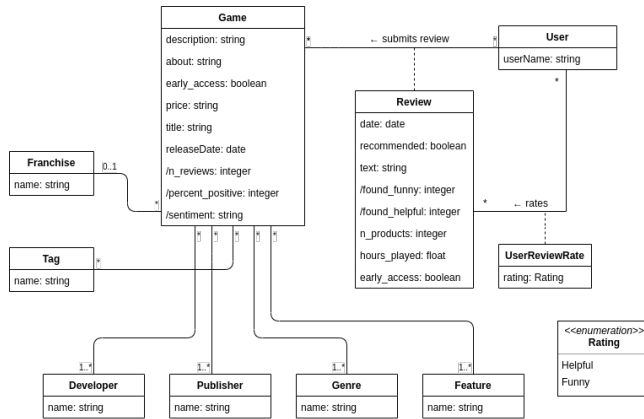 Game
description: string
about: string
early_access: boolean
price: string
title: string
releaseDate: date
/n_reviews: integer
/percent_positive: integer
/sentiment: string
*
← submits review
*
User
userName: string
*
Review
date: date
recommended: boolean
text: string
/found_funny: integer
/found_helpful: integer
n_products: integer
hours_played: float
early_access: boolean
*
← rates
UserReviewRate
rating: Rating
Franchise
name: string
0..1
*
Tag
name: string
*
*
*
*
*
*
1..*
1..*
1..*
1..*
Developer
name: string
Publisher
name: string
Genre
name: string
Feature
name: string
<<enumeration>>
Rating
Helpful
Funny